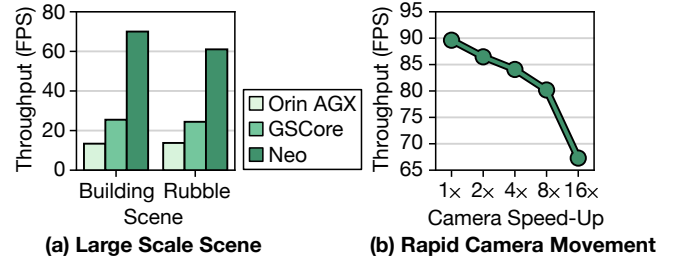 Throughput (FPS)
80
60
40
20
0
Building Rubble
Scene
(a) Large Scale Scene
Orin AGX
GSCore
Neo
Throughput (FPS)
95
90
85
80
75
70
65
1× 2× 4× 8× 16×
Camera Speed-Up
(b) Rapid Camera Movement